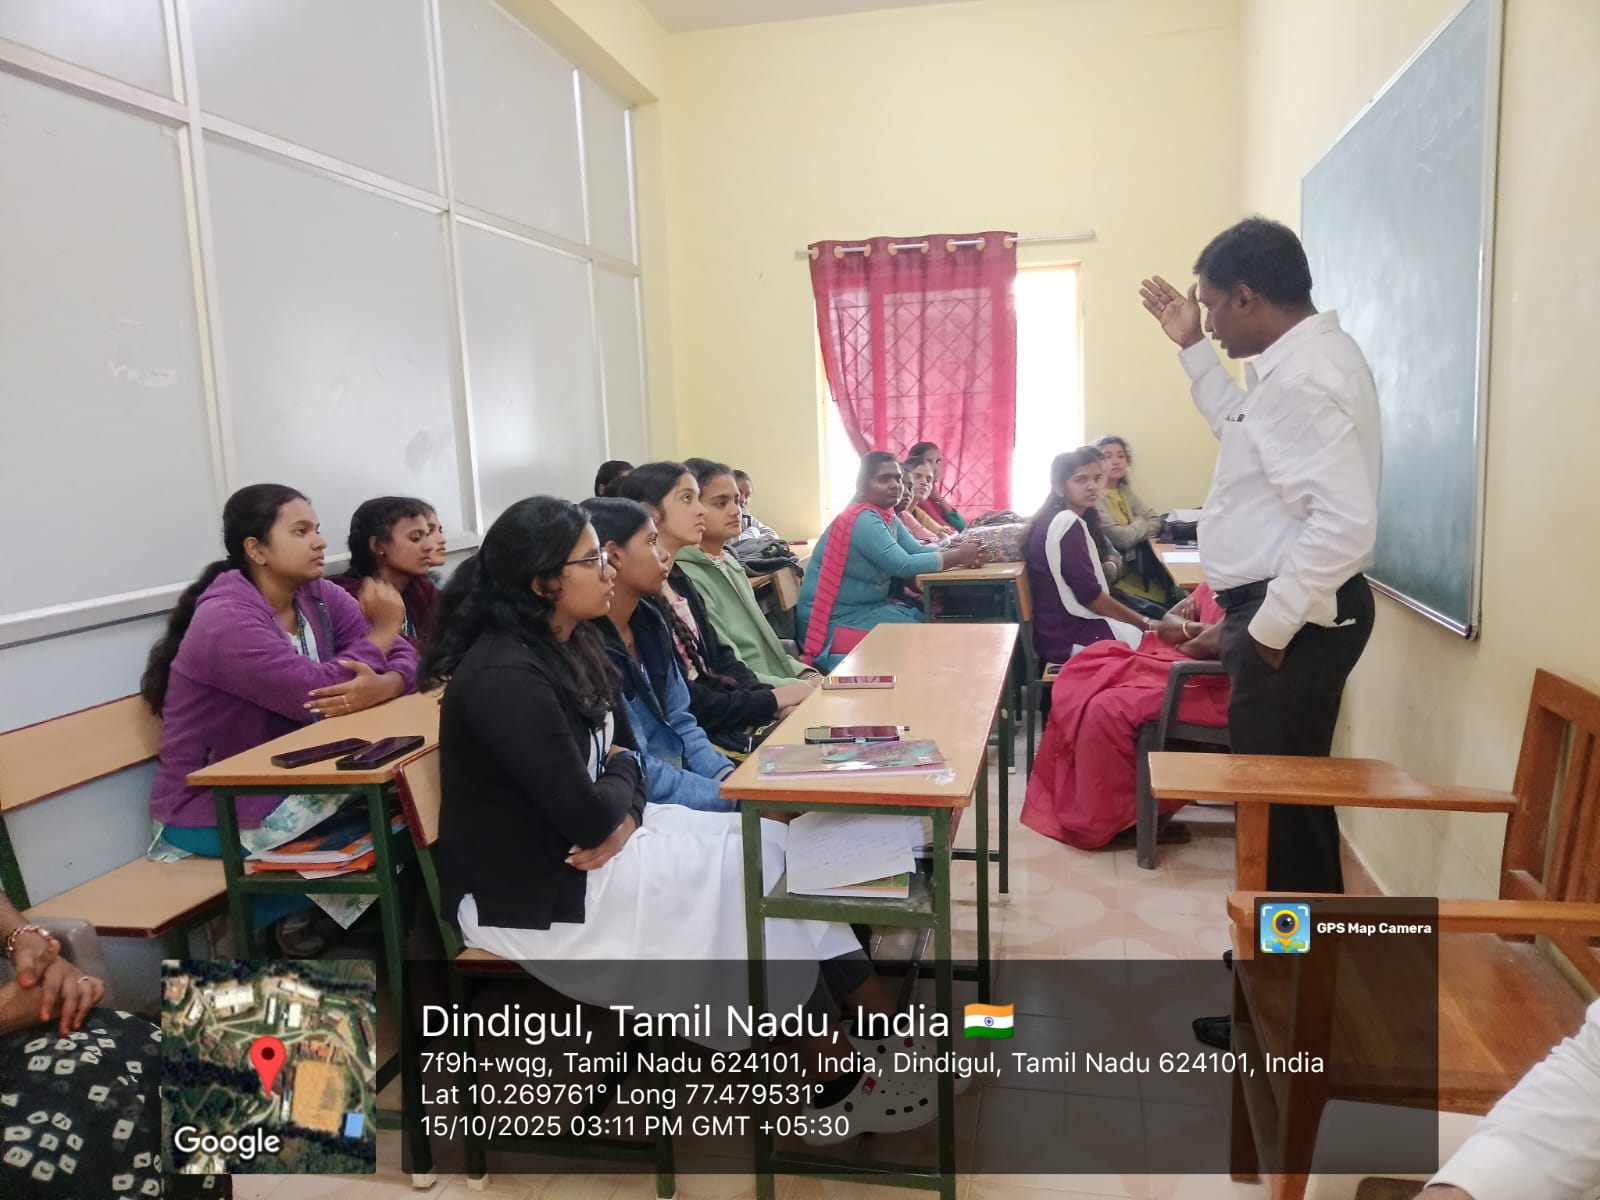 GPS Map Camera
Dindigul, Tamil Nadu, India
7f9h+wqg, Tamil Nadu 624101, India, Dindigul, Tamil Nadu 624101, India
Lat 10.269761° Long 77.479531°
15/10/2025 03:11 PM GMT +05:30
Google